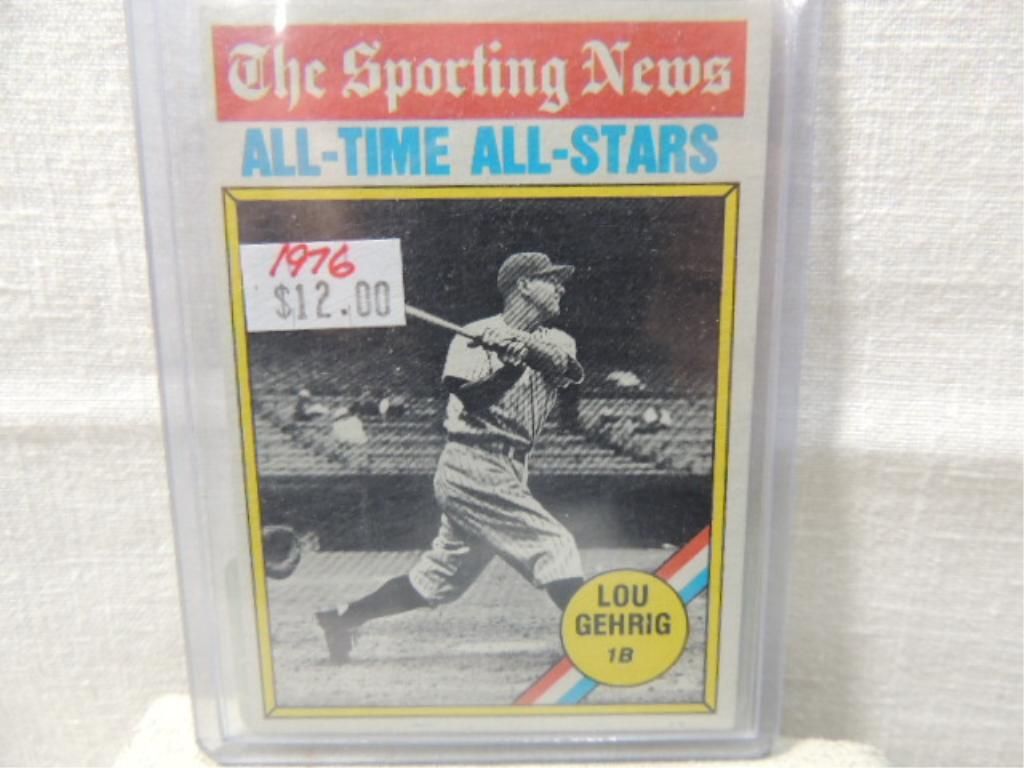 The Sporting News
ALL-TIME ALL-STARS
1976
$12.00
LOU
GEHRIG
1B